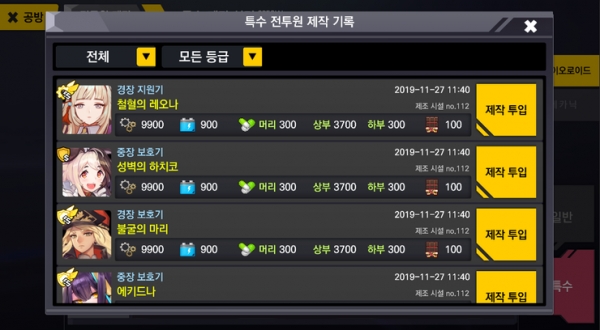 공방
특수 전투원 제작 기록
전체
모든 등급
이오로이드
경장 지원기
2019-11-27 11:40
철혈의 레오나
제조 시설 no.112
제작 투입
9900 900 머리 300 상부 3700 하부 300 100
중장 보호기
2019-11-27 11:40
성벽의 하치코
제조 시설 no.112
제작 투입
9900 900 머리 300 상부 3700 하부 300 100
경장 보호기
2019-11-27 11:40
불굴의 마리
제조 시설 no.112
제작 투입
일반
9900 900 머리 300 상부 3700 하부 300 100
중장 보호기
2019-11-27 11:40
에키드나
제조 시설 no.112
제작 투입
특수